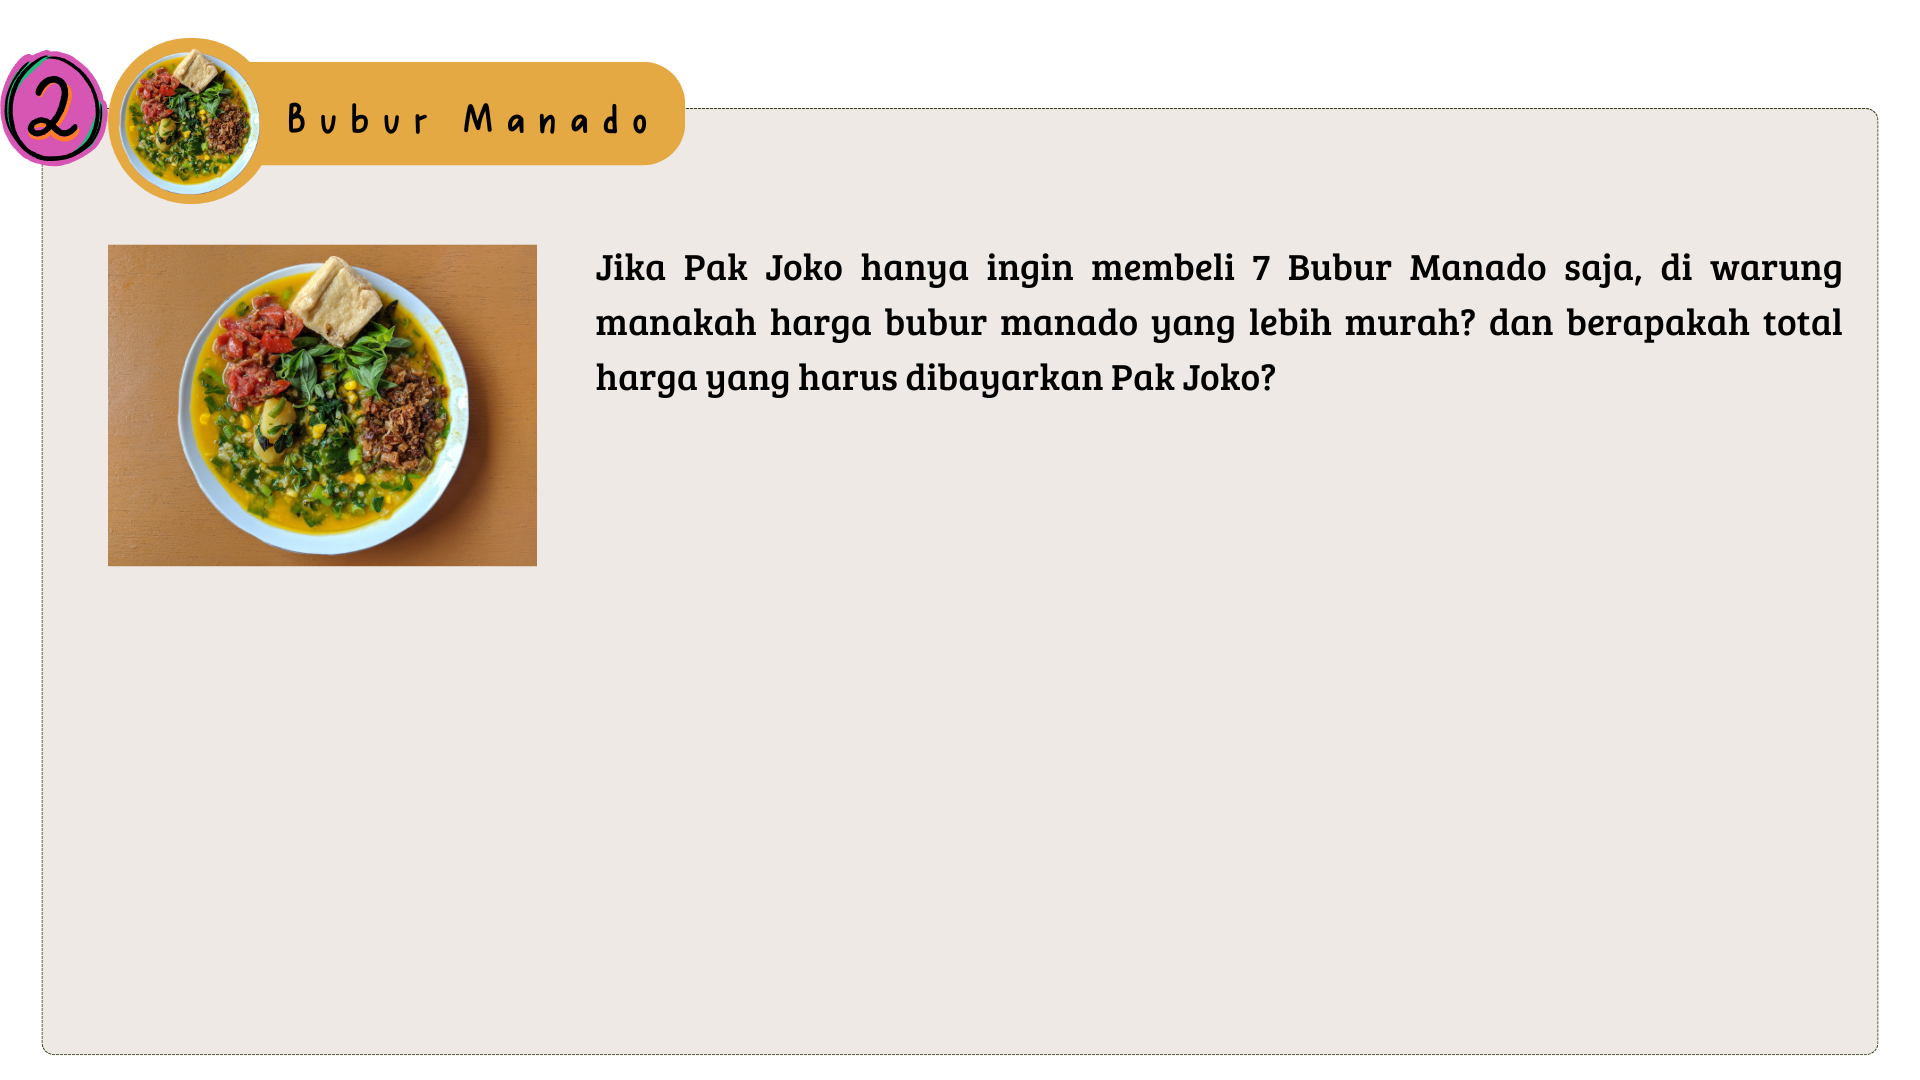 2
Bubur Manado
Jika Pak Joko hanya ingin membeli 7 Bubur Manado saja, di warung
manakah harga bubur manado yang lebih murah? dan berapakah total
harga yang harus dibayarkan Pak Joko?